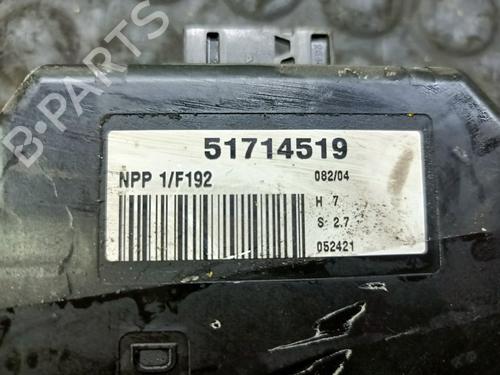 B-PARTS
51714519
NPP 1/F192
082/04
H 7
S 2.7
052421